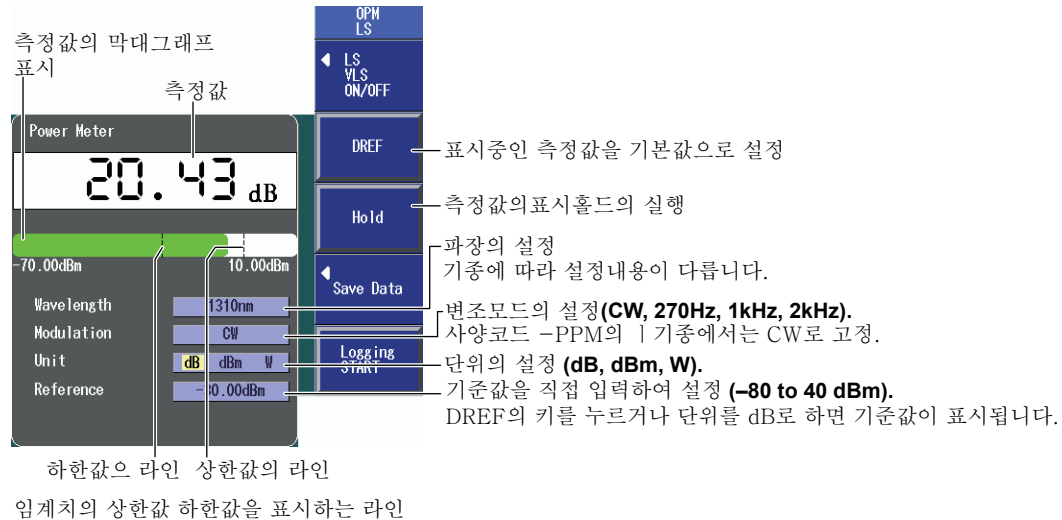 측정값의 막대그래프
표시
측정값
OPM
LS
LS
VLS
ON/OFF
Power Meter
20.43 dB
-70.00dBm 10.00dBm
Wavelength 1310nm
Modulation CW
Unit dB dBm W
Reference
DREF
Hold
Save Data
Logging
START
표시중인 측정값을 기본값으로 설정
측정값의표시홀드의 실행
파장의 설정
기종에 따라 설정내용이 다릅니다.
변조모드의 설정(CW, 270Hz, 1kHz, 2kHz).
사양코드 -PPM의 ㅣ기종에서는 CW로 고정.
단위의 설정 (dB, dBm, W).
기준값을 직접 입력하여 설정 (–80 to 40 dBm).
DREF의 키를 누르거나 단위를 dB로 하면 기준값이 표시됩니다.
하한값으 라인 상한값의 라인
임계치의 상한값 하한값을 표시하는 라인